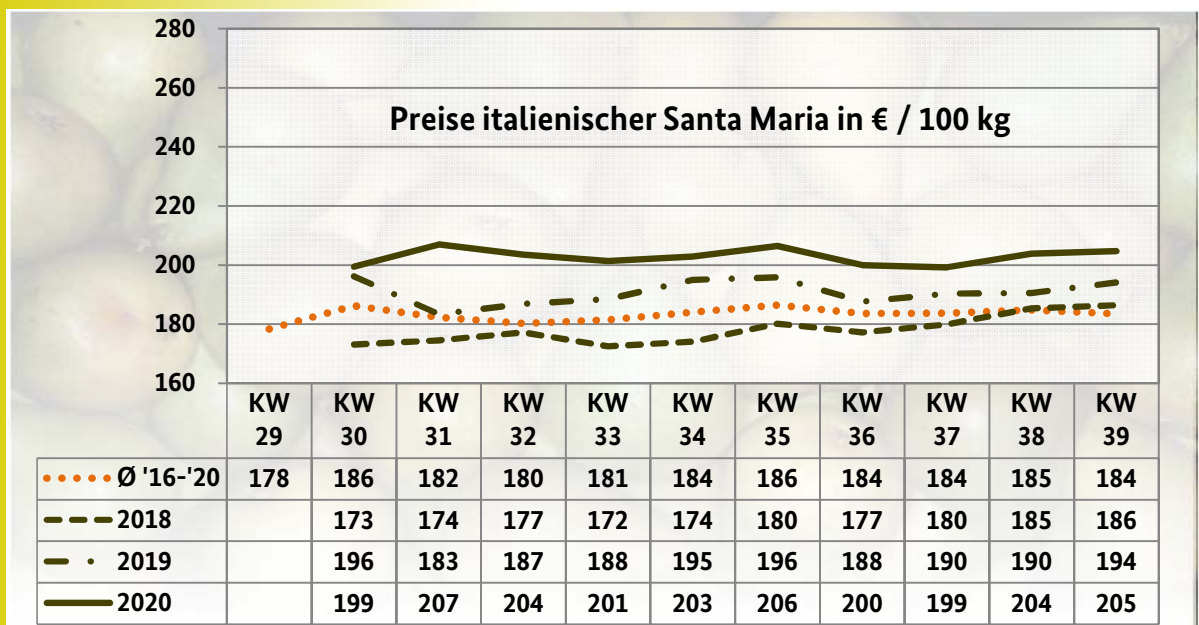 280
260
Preise italienischer Santa Maria in € / 100 kg
240
220
200
180
160
KW 29 KW 30 KW 31 KW 32 KW 33 KW 34 KW 35 KW 36 KW 37 KW 38 KW 39
Ø '16-'20 178 186 182 180 181 184 186 184 184 185 184
2018 173 174 177 172 174 180 177 180 185 186
2019 196 183 187 188 195 196 188 190 190 194
2020 199 207 204 201 203 206 200 199 204 205